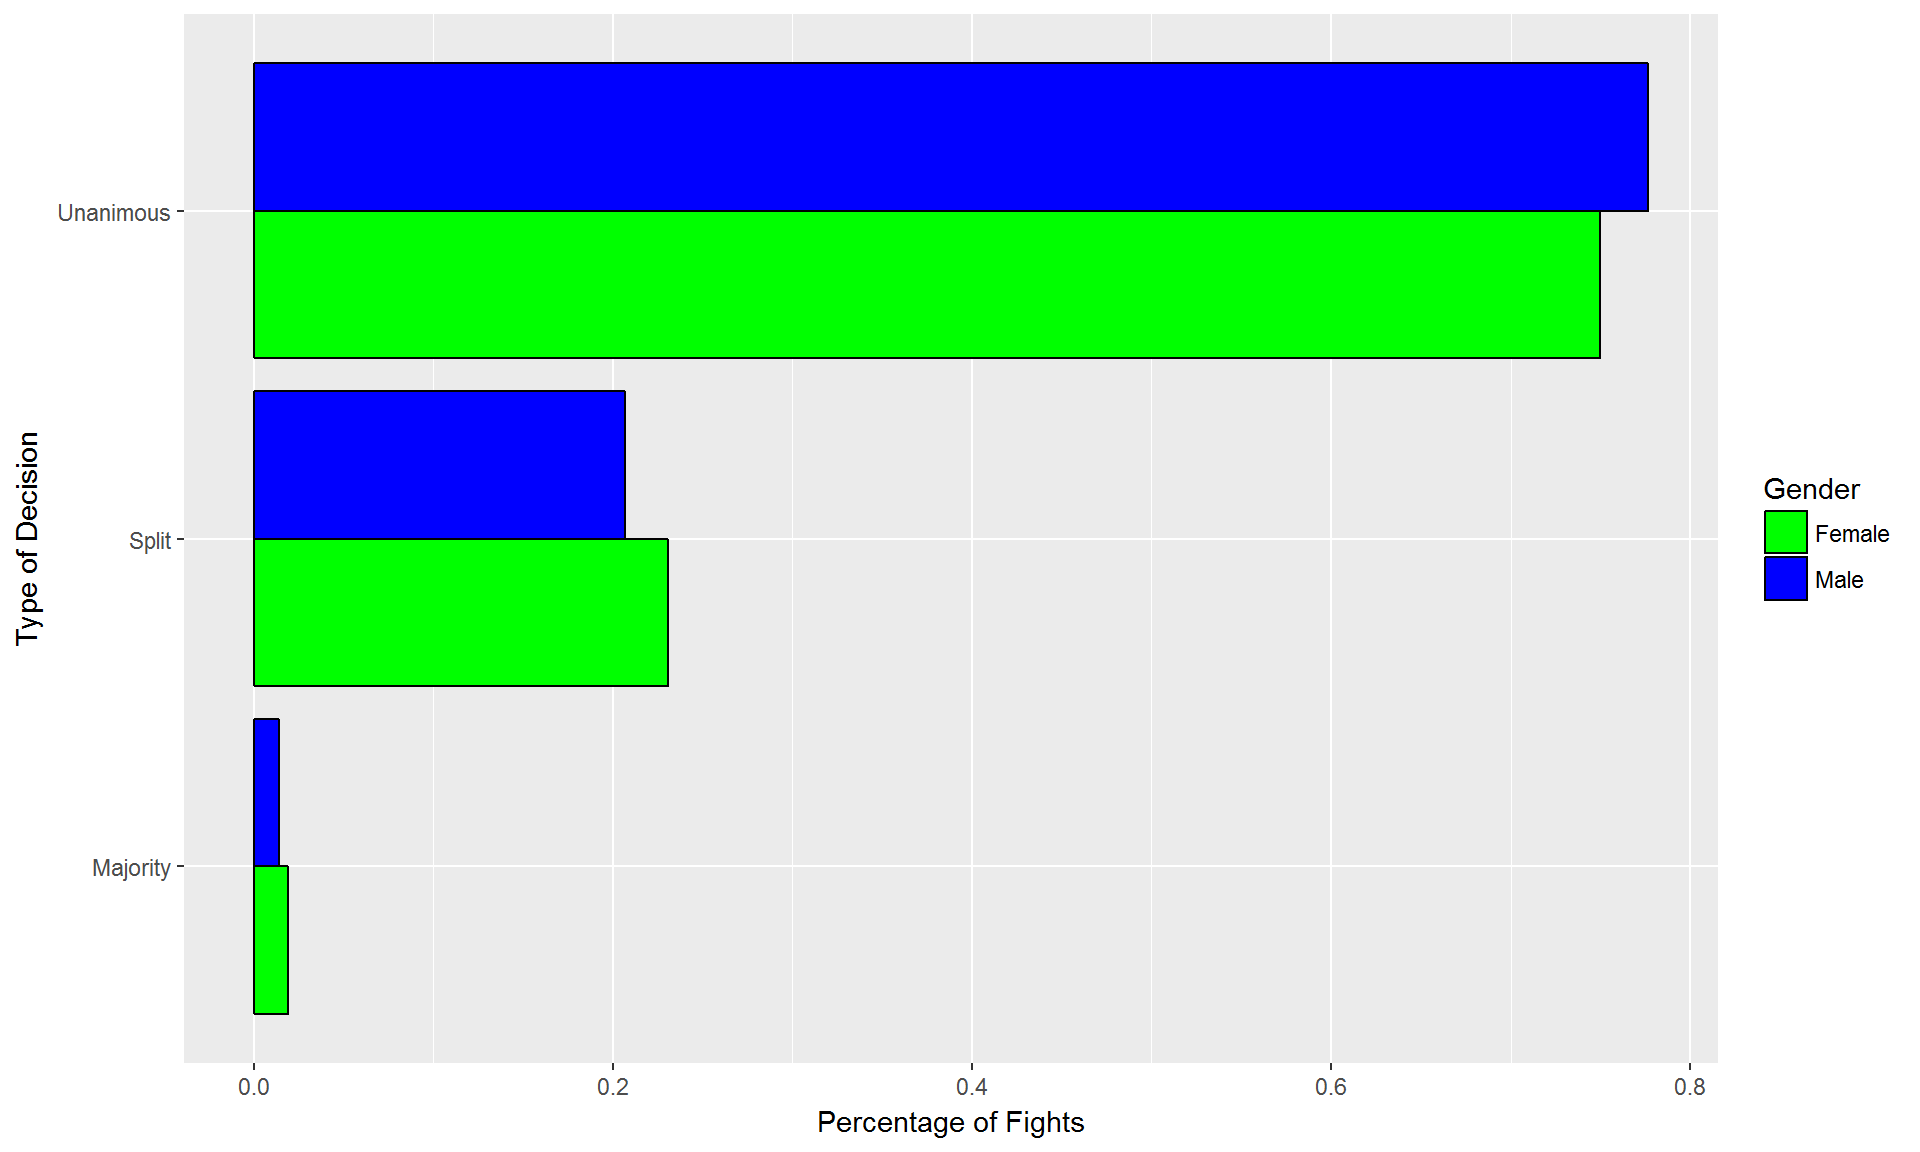 Unanimous
Split
Majority
Type of Decision
0.0
0.2
0.4
0.6
0.8
Percentage of Fights
Gender
Female
Male